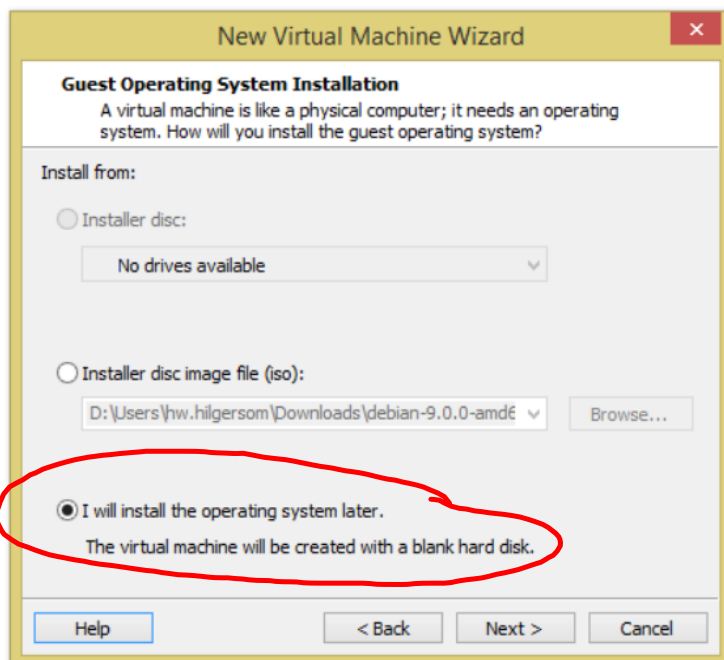 New Virtual Machine Wizard
Guest Operating System Installation
A virtual machine is like a physical computer; it needs an operating
system. How will you install the guest operating system?
Install from:
Installer disc:
No drives available
Installer disc image file (iso):
D:\Users\hw.hilgersom\Downloads\debian-9.0.0-amd6
Browse...
I will install the operating system later.
The virtual machine will be created with a blank hard disk.
Help
< Back
Next >
Cancel